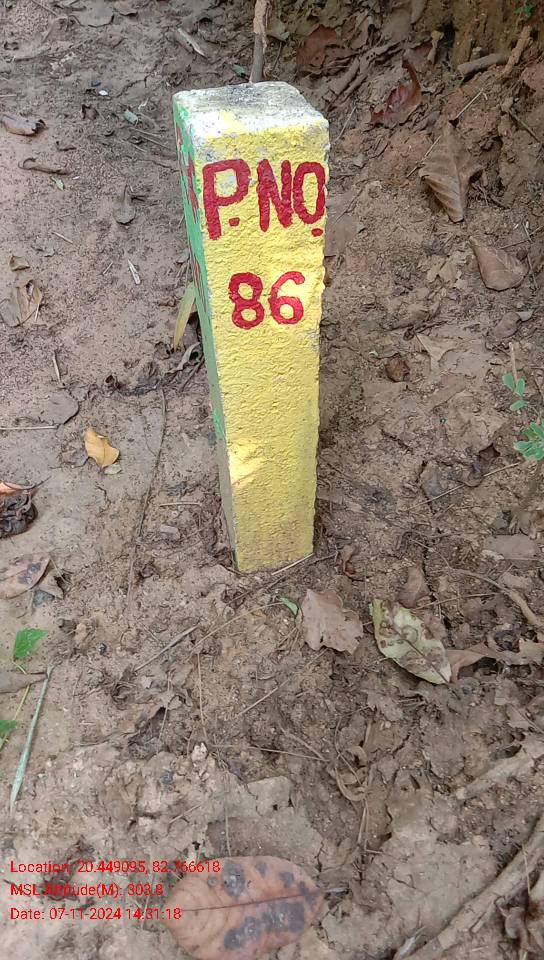 P.NO.
86
Location: 20.449095, 82.766618
MSL Altitude(M): 303.8
Date: 07-11-2024 14:31:18